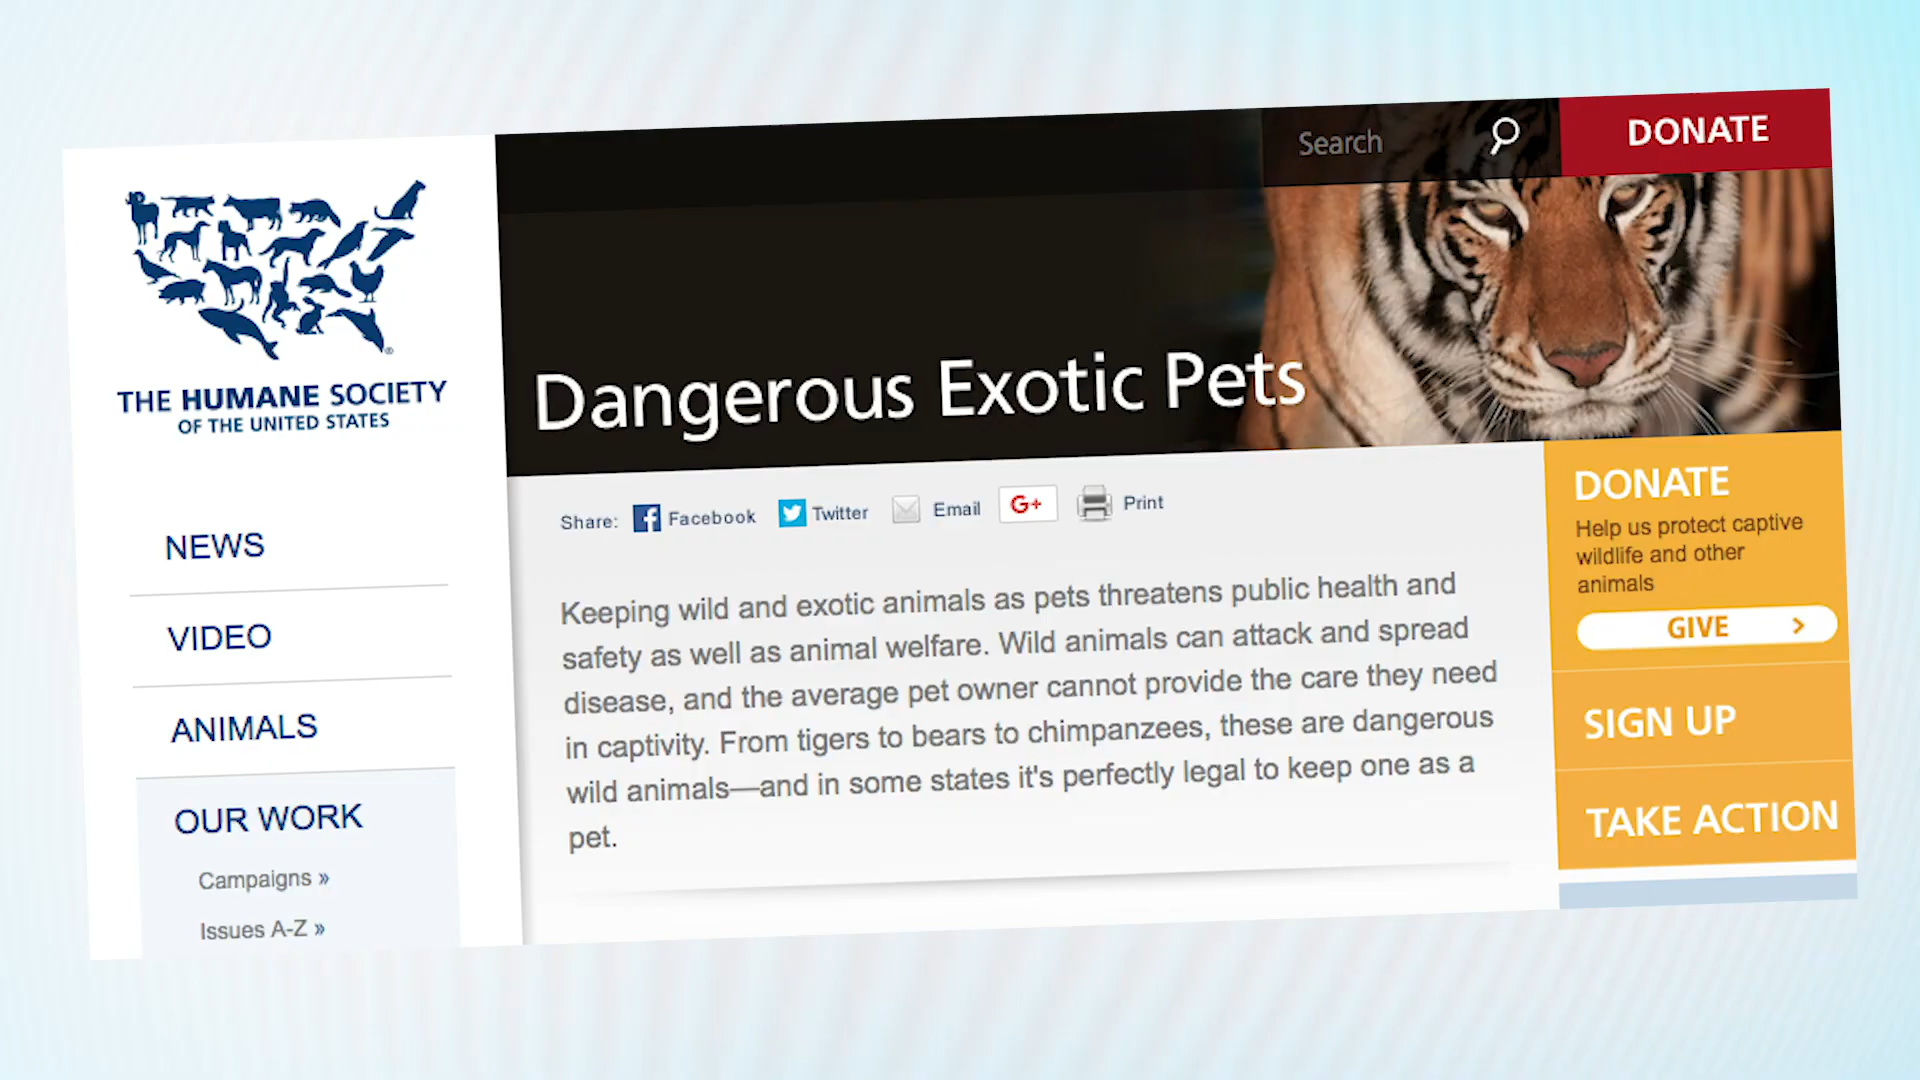 Search
DONATE
THE HUMANE SOCIETY
OF THE UNITED STATES
Dangerous Exotic Pets
NEWS
VIDEO
ANIMALS
OUR WORK
Campaigns »
Issues A-Z »
Share: Facebook Twitter Email G+ Print
Keeping wild and exotic animals as pets threatens public health and
safety as well as animal welfare. Wild animals can attack and spread
disease, and the average pet owner cannot provide the care they need
in captivity. From tigers to bears to chimpanzees, these are dangerous
wild animals—and in some states it's perfectly legal to keep one as a
pet.
DONATE
Help us protect captive
wildlife and other
animals
GIVE >
SIGN UP
TAKE ACTION